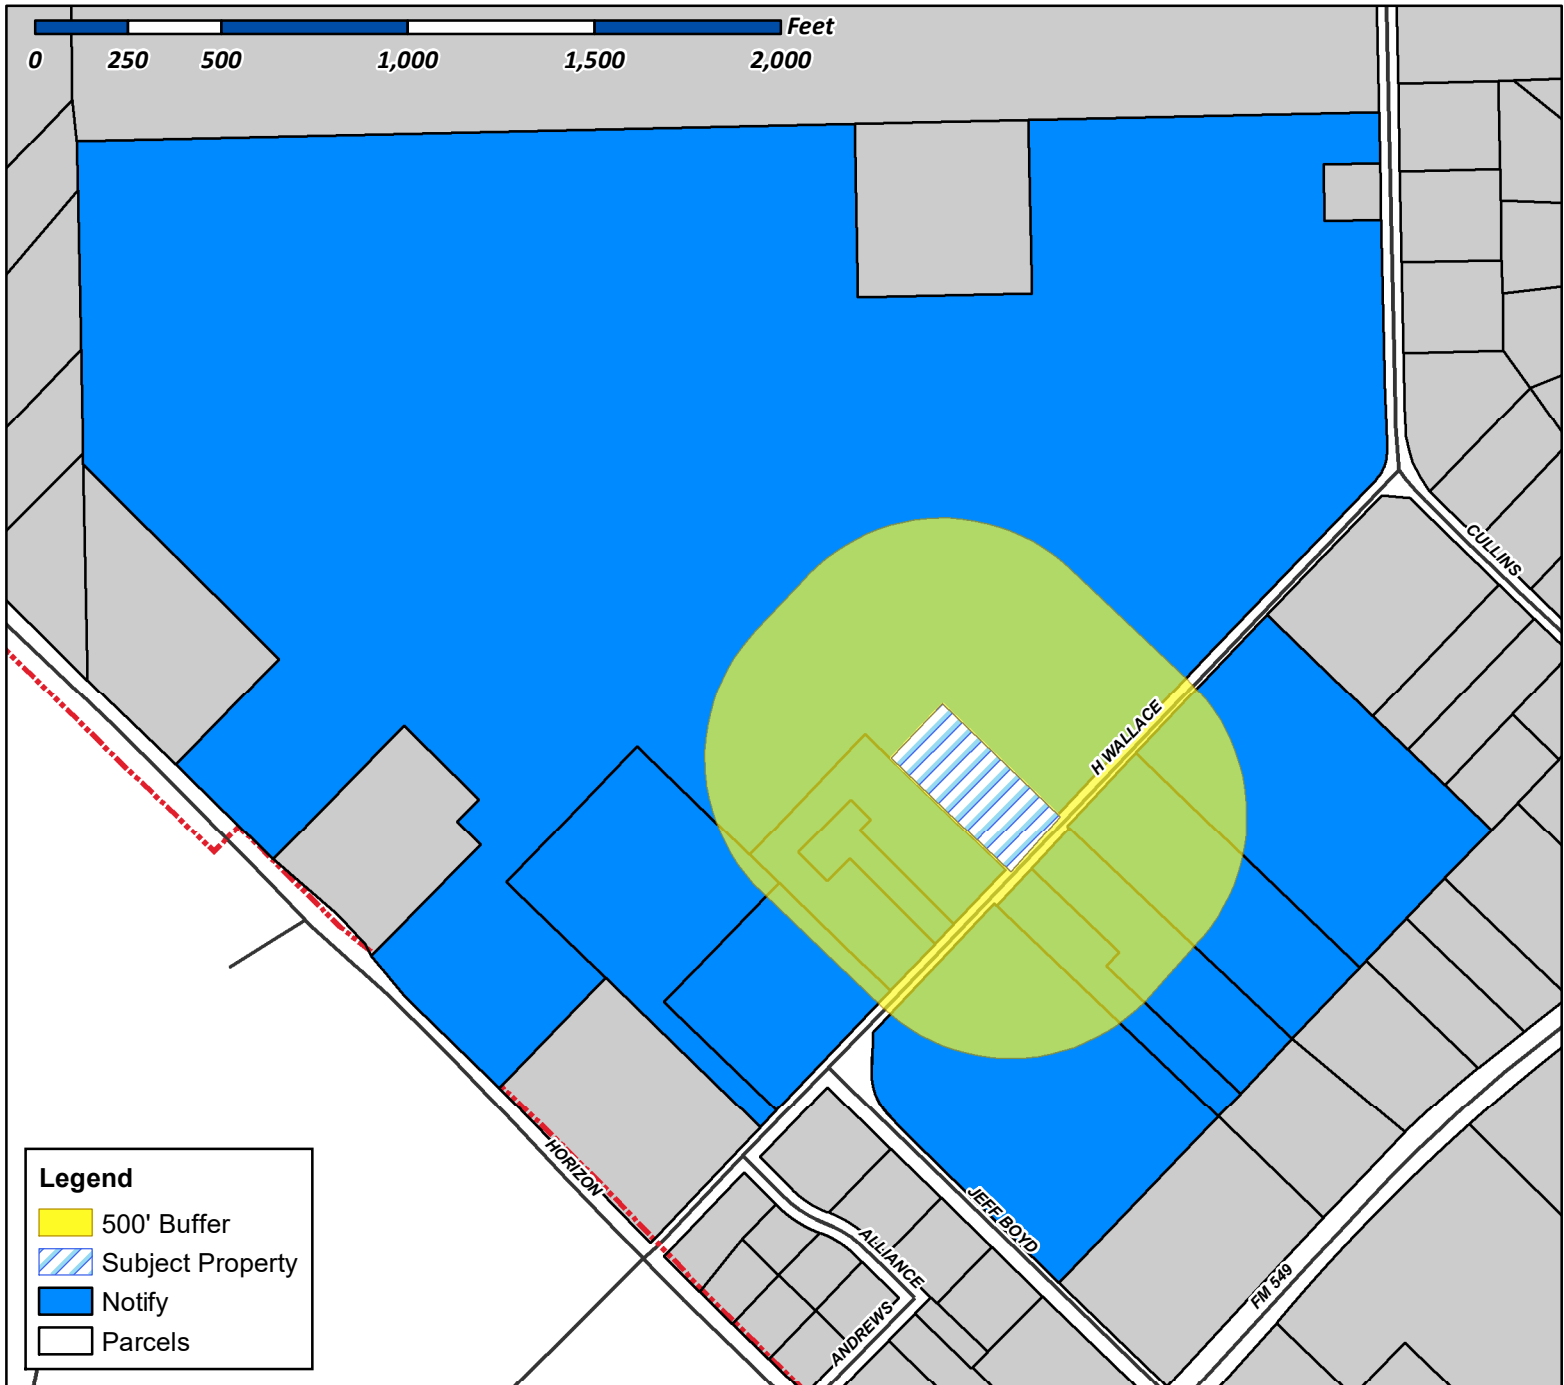 Feet
0 250 500 1,000 1,500 2,000
CULLINS
H WALLACE
HORIZON
JEFF BOYD
ALLIANCE
ANDREWS
FM 549
Legend
500' Buffer
Subject Property
Notify
Parcels